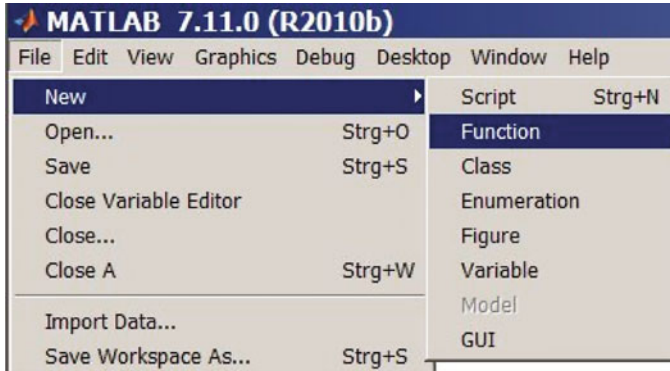 MATLAB 7.11.0 (R2010b)
File Edit View Graphics Debug Desktop Window Help
New
Open... Strg+O
Save Strg+S
Close Variable Editor
Close...
Close A Strg+W
Import Data...
Save Workspace As... Strg+S
Script Strg+N
Function
Class
Enumeration
Figure
Variable
Model
GUI